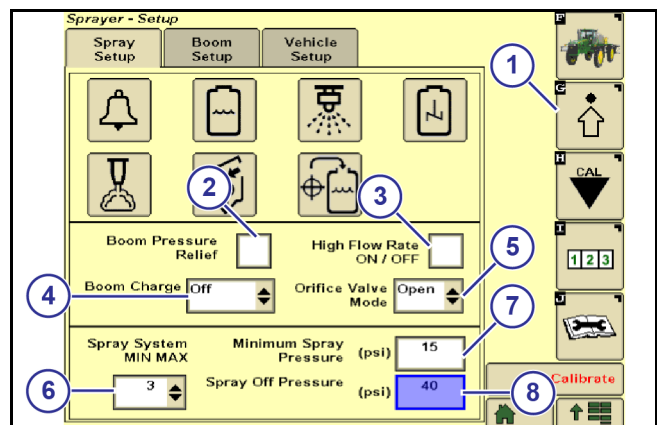 Sprayer - Setup
Spray Setup
Boom Setup
Vehicle Setup
F
1
G
H
CAL
2
3
Boom Pressure Relief
High Flow Rate ON / OFF
I
1 2 3
4
Boom Charge
Off
Orifice Valve Mode
Open
5
J
Spray System MIN MAX
Minimum Spray Pressure
(psi)
15
7
6
3
Spray Off Pressure
(psi)
40
8
Calibrate